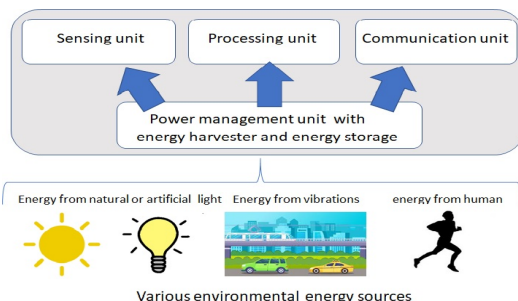 Sensing unit
Processing unit
Communication unit
Power management unit with
energy harvester and energy storage
Energy from natural or artificial light
Energy from vibrations
energy from human
Various environmental energy sources